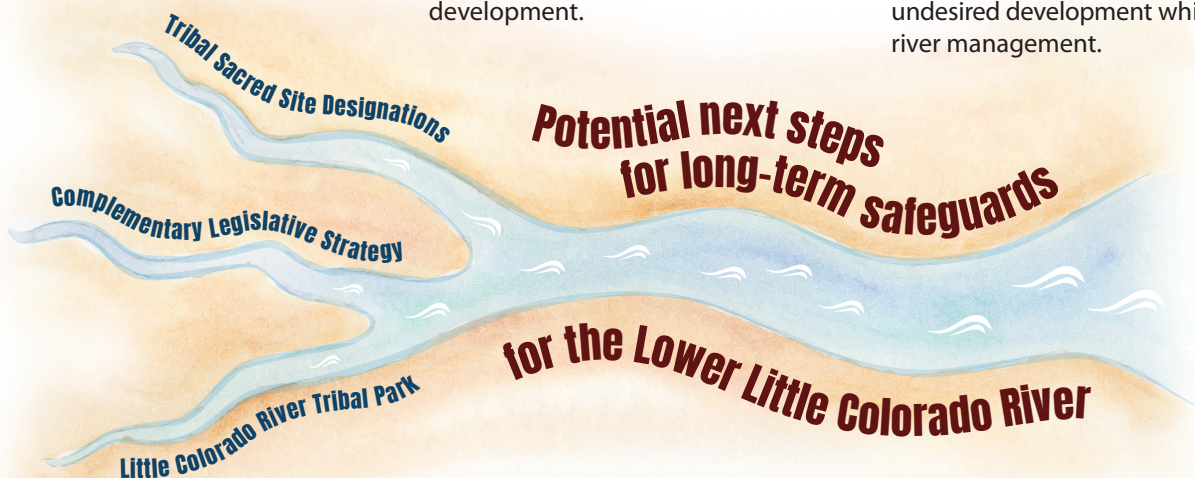 development.
undesired development whi
river management.
Tribal Sacred Site Designations
Potential next steps
for long-term safeguards
Complementary Legislative Strategy
for the Lower Little Colorado River
Little Colorado River Tribal Park